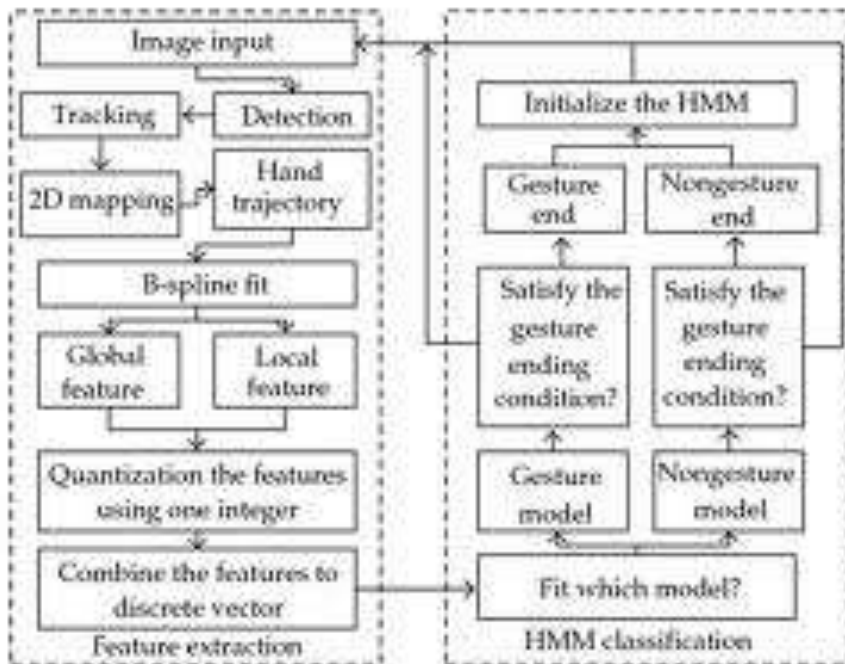 Image input
Tracking
Detection
2D mapping
Hand
trajectory
B-spline fit
Global
feature
Local
feature
Quantization the features
using one integer
Combine the features to
discrete vector
Feature extraction
Initialize the HMM
Gesture
end
Nongesture
end
Satisfy the
gesture
ending
condition?
Satisfy the
gesture
ending
condition?
Gesture
model
Nongesture
model
Fit which model?
HMM classification